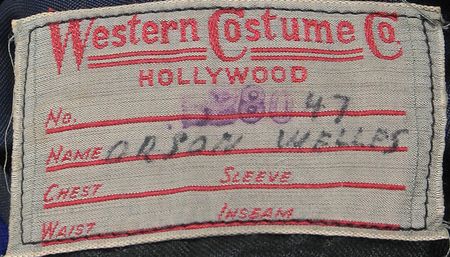 Western Costume Co.
HOLLYWOOD
No. 47
NAME ORSON WELLES
CHEST SLEEVE
WAIST INSEAM